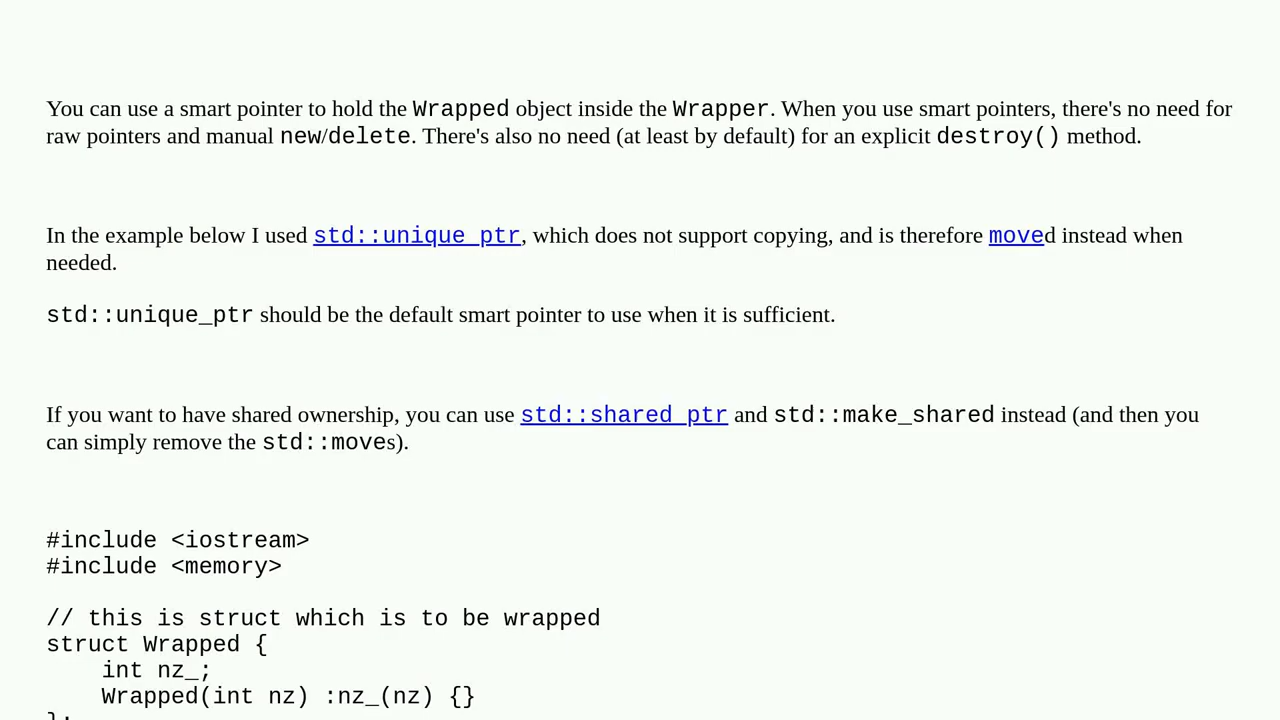 You can use a smart pointer to hold the Wrapped object inside the Wrapper. When you use smart pointers, there's no need for
raw pointers and manual new/delete. There's also no need (at least by default) for an explicit destroy() method.
In the example below I used std::unique_ptr, which does not support copying, and is therefore moved instead when
needed.
std::unique_ptr should be the default smart pointer to use when it is sufficient.
If you want to have shared ownership, you can use std::shared_ptr and std::make_shared instead (and then you
can simply remove the std::moves).
#include <iostream>
#include <memory>
// this is struct which is to be wrapped
struct Wrapped {
    int nz_;
    Wrapped(int nz) :nz_(nz) {}
};